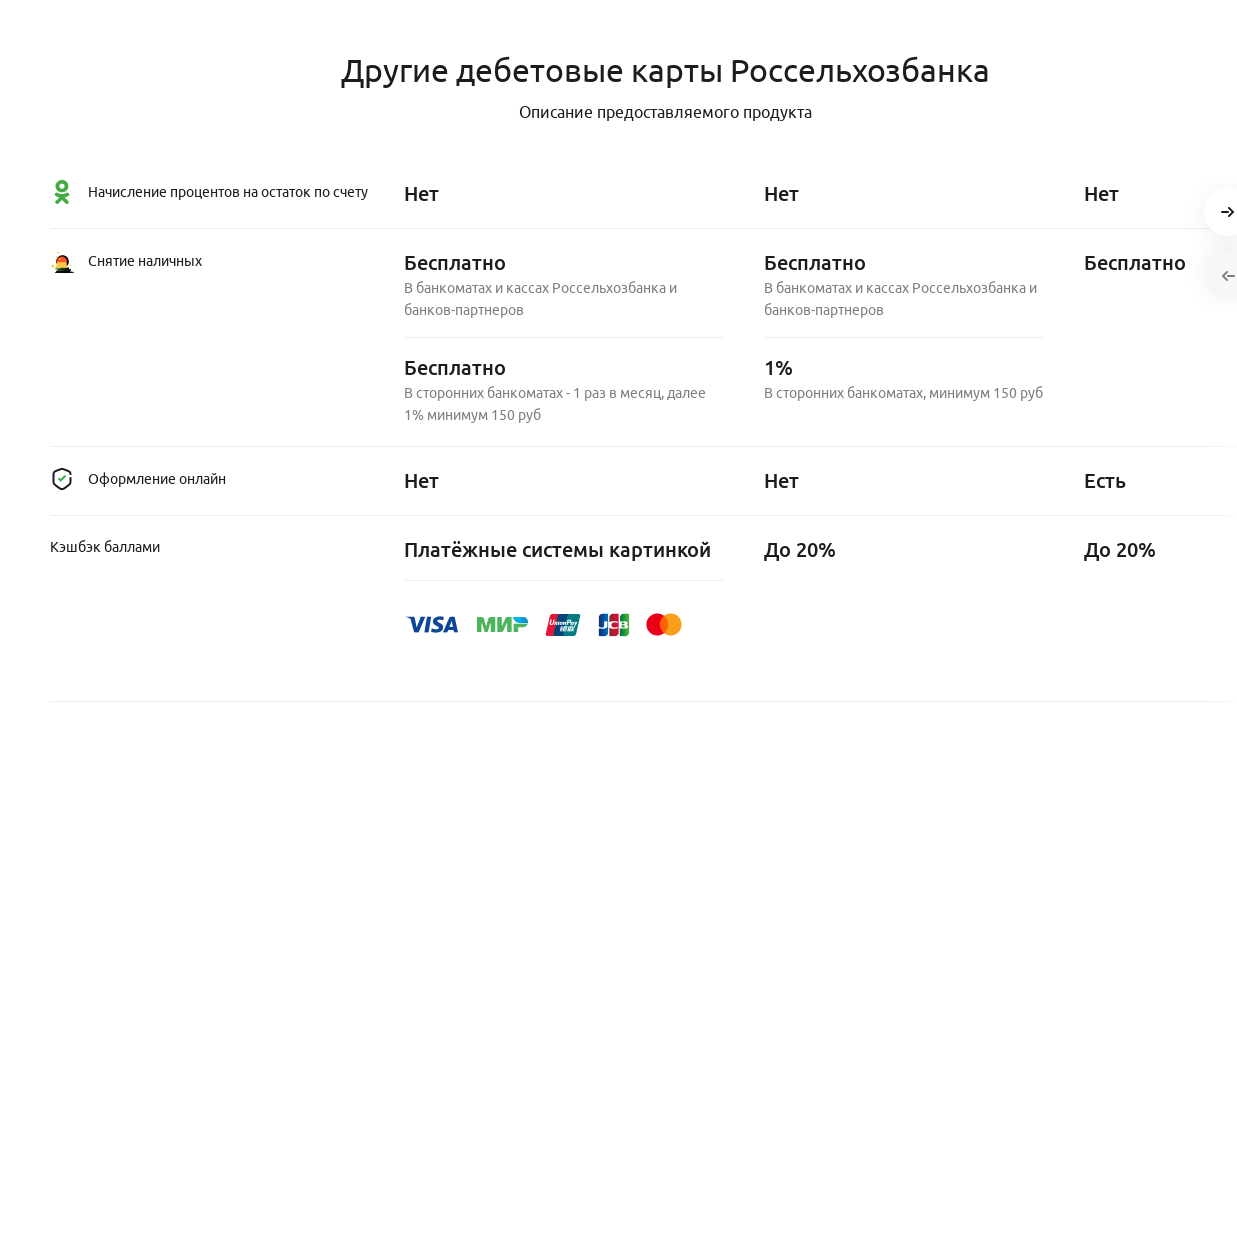 Другие дебетовые карты Россельхозбанка
Описание предоставляемого продукта
Начисление процентов на остаток по счету
Нет
Нет
Нет
Снятие наличных
Бесплатно
В банкоматах и кассах Россельхозбанка и
банков-партнеров
Бесплатно
В сторонних банкоматах - 1 раз в месяц, далее
1% минимум 150 руб
Бесплатно
В банкоматах и кассах Россельхозбанка и
банков-партнеров
1%
В сторонних банкоматах, минимум 150 руб
Бесплатно
Оформление онлайн
Нет
Нет
Есть
Кэшбэк баллами
Платёжные системы картинкой
VISA МИР UnionPay 银联 JCB
До 20%
До 20%